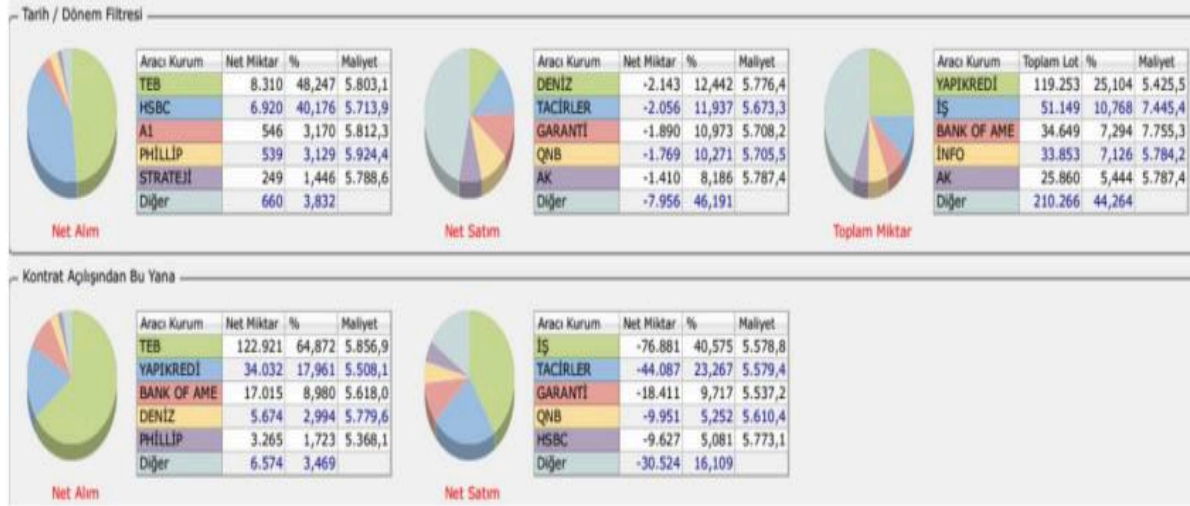 Tarih / Dönem Filtresi
Aracı Kurum Net Miktar % Maliyet
TEB 8.310 48,247 5.803,1
HSBC 6.920 40,176 5.713,9
A1 546 3,170 5.812,3
PHİLLİP 539 3,129 5.924,4
STRATEJİ 249 1,446 5.788,6
Diğer 660 3,832
Net Alım
Aracı Kurum Net Miktar % Maliyet
DENİZ -2.143 12,442 5.776,4
TACİRLER -2.056 11,937 5.673,3
GARANTİ -1.890 10,973 5.708,2
QNB -1.769 10,271 5.705,5
AK -1.410 8,186 5.787,4
Diğer -7.956 46,191
Net Satım
Aracı Kurum Toplam Lot % Maliyet
YAPIKREDİ 119.253 25,104 5.425,5
İŞ 51.149 10,768 7.445,4
BANK OF AME 34.649 7,294 7.755,3
İNFO 33.853 7,126 5.784,2
AK 25.860 5,444 5.787,4
Diğer 210.266 44,264
Toplam Miktar
Kontrat Açılışından Bu Yana
Aracı Kurum Net Miktar % Maliyet
TEB 122.921 64,872 5.856,9
YAPIKREDİ 34.032 17,961 5.508,1
BANK OF AME 17.015 8,980 5.618,0
DENİZ 5.674 2,994 5.779,6
PHİLLİP 3.265 1,723 5.368,1
Diğer 6.574 3,469
Net Alım
Aracı Kurum Net Miktar % Maliyet
İŞ -76.881 40,575 5.578,8
TACİRLER -44.087 23,267 5.579,4
GARANTİ -18.411 9,717 5.537,2
QNB -9.951 5,252 5.610,4
HSBC -9.627 5,081 5.773,1
Diğer -30.524 16,109
Net Satım